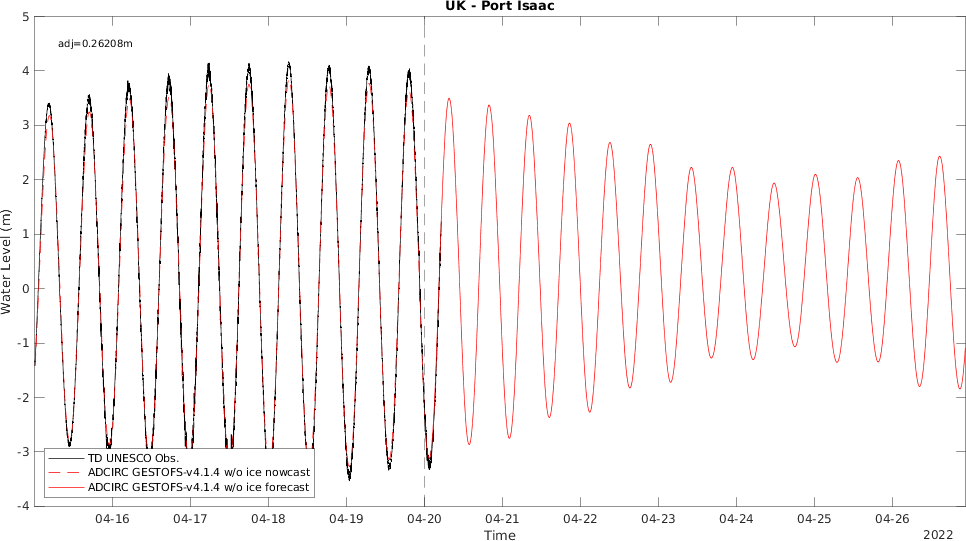 UK - Port Isaac
adj=0.26208m
Water Level (m)
5
4
3
2
1
0
-1
-2
-3
-4
TD UNESCO Obs.
ADCIRC GESTOFS-v4.1.4 w/o ice nowcast
ADCIRC GESTOFS-v4.1.4 w/o ice forecast
04-16 04-17 04-18 04-19 04-20 04-21 04-22 04-23 04-24 04-25 04-26
Time
2022